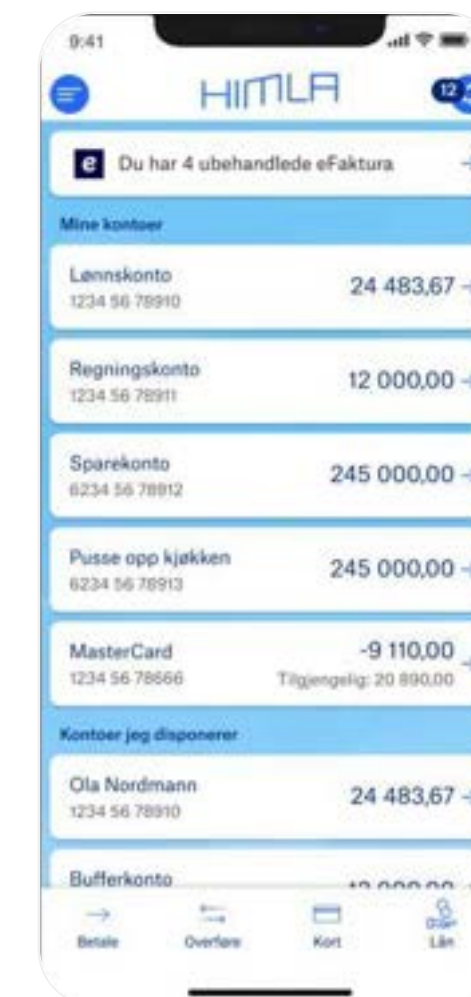 9:41
HIMLA
12
e Du har 4 ubehandlede eFaktura
Mine kontoer
Lønnskonto
24 483,67
1234 56 78910
Regningskonto
12 000,00
1234 56 78911
Sparekonto
245 000,00
6234 56 78912
Pusse opp kjøkken
245 000,00
6234 56 78913
MasterCard
-9 110,00
1234 56 78666
Tilgjengelig: 20 890,00
Kontoer jeg disponerer
Ola Nordmann
24 483,67
1234 56 78910
Bufferkonto
Betale Overføre Kort Lån